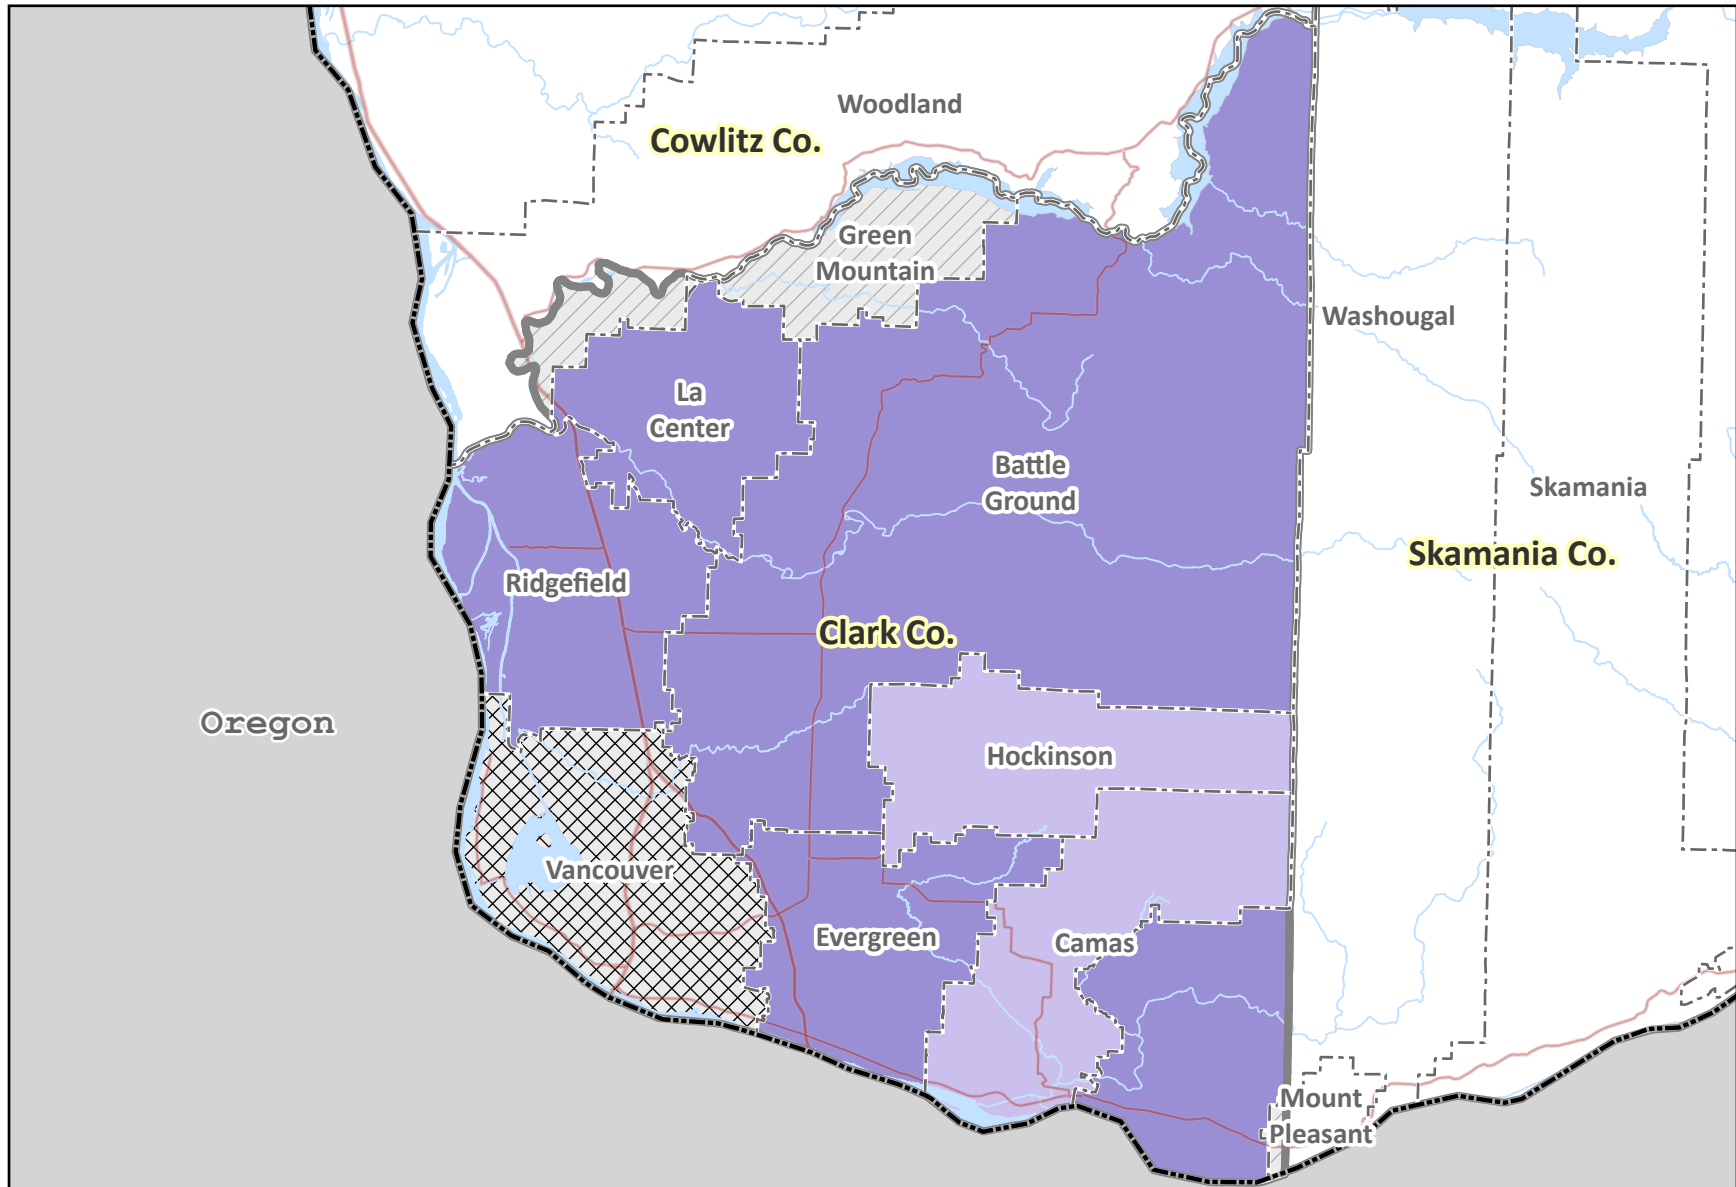 Woodland
Cowlitz Co.
Green
Mountain
Washougal
La
Center
Battle
Ground
Skamania
Skamania Co.
Ridgefield
Clark Co.
Oregon
Hockinson
Vancouver
Evergreen
Camas
Mount
Pleasant